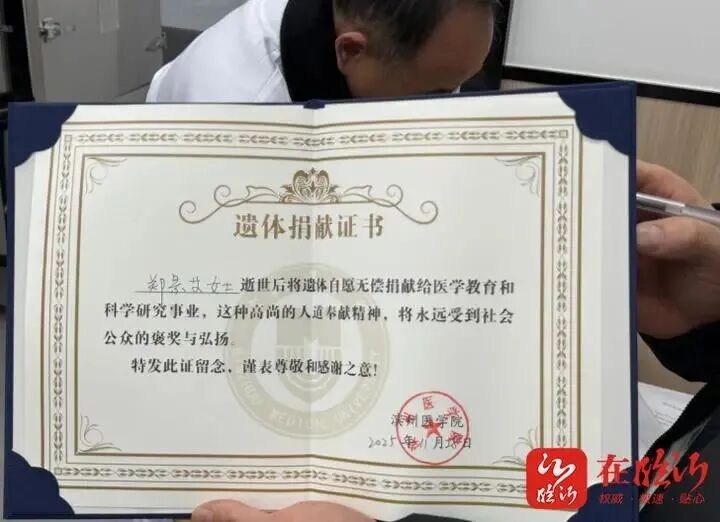 遗体捐献证书
郑景艾女士逝世后将遗体自愿无偿捐献给医学教育和
科学研究事业，这种高尚的人道奉献精神，将永远受到社会
公众的褒奖与弘扬。
特发此证留念，谨表尊敬和感谢之意！
滨州医学院
2025年11月28日
在临沂
权威·快速·贴心